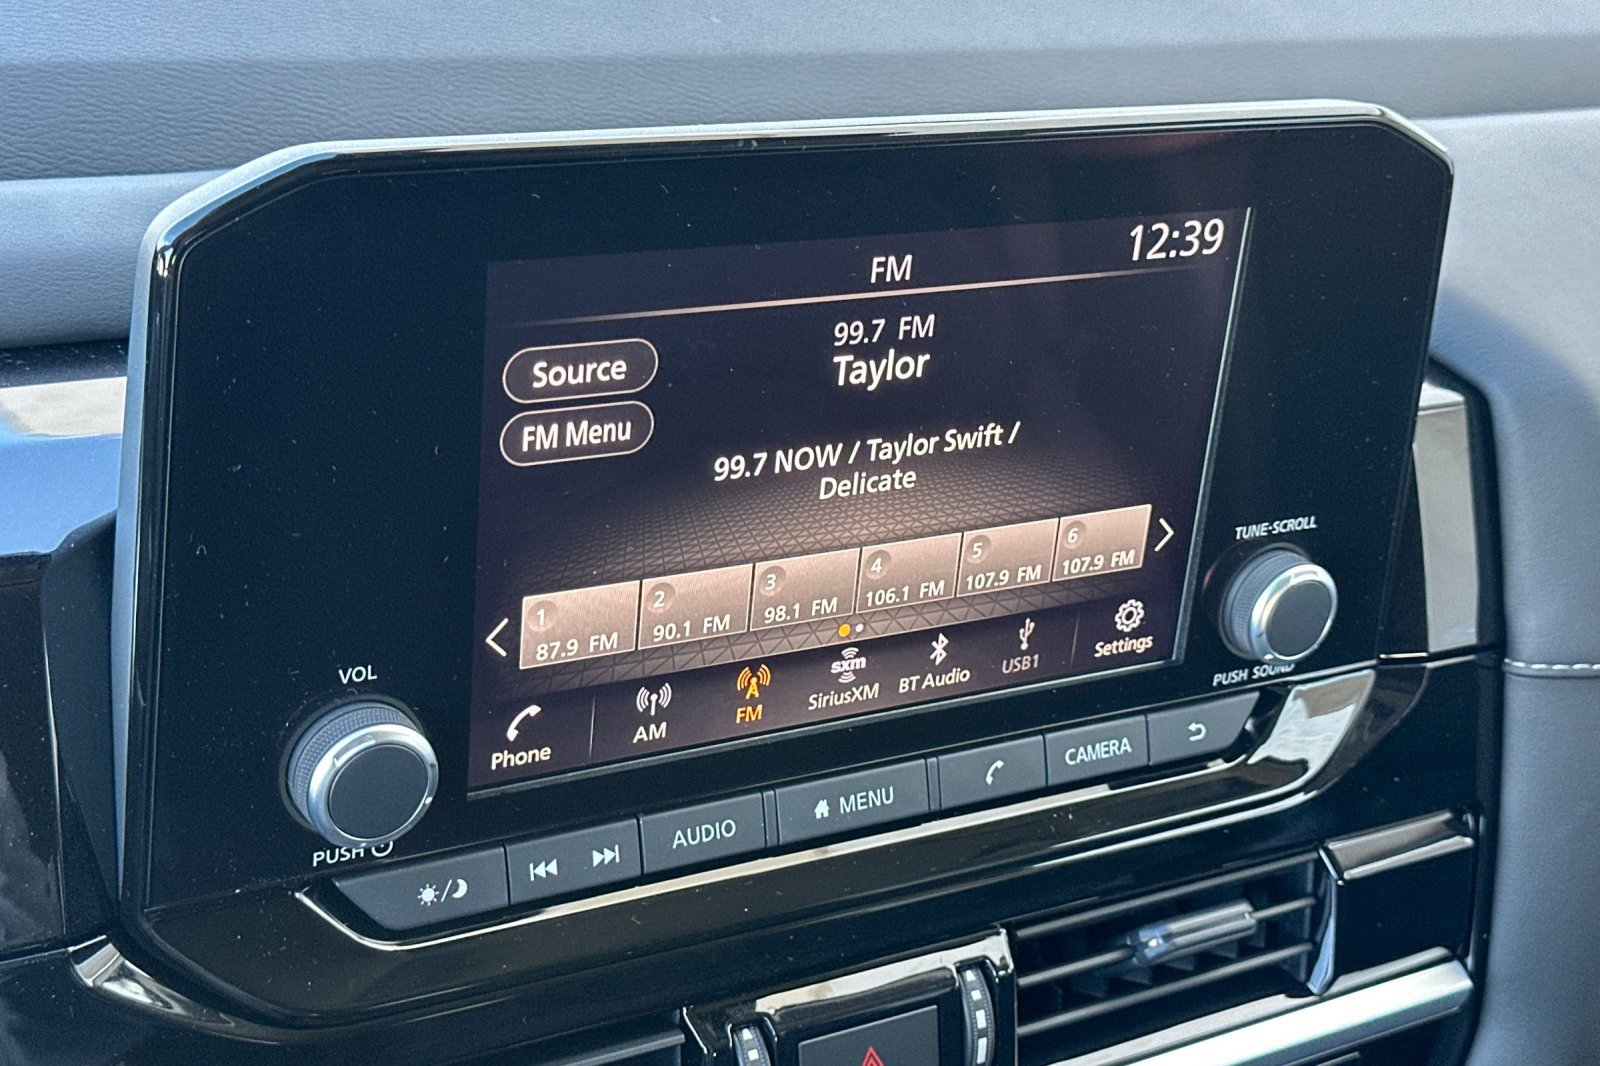 FM
12:39
99.7 FM
Taylor
Source
FM Menu
99.7 NOW / Taylor Swift /
Delicate
1
87.9 FM
2
90.1 FM
3
98.1 FM
4
106.1 FM
5
107.9 FM
6
107.9 FM
Phone
AM
FM
sxm
SiriusXM
BT Audio
USB1
Settings
VOL
PUSH
TUNE·SCROLL
PUSH SOUND
AUDIO
MENU
CAMERA